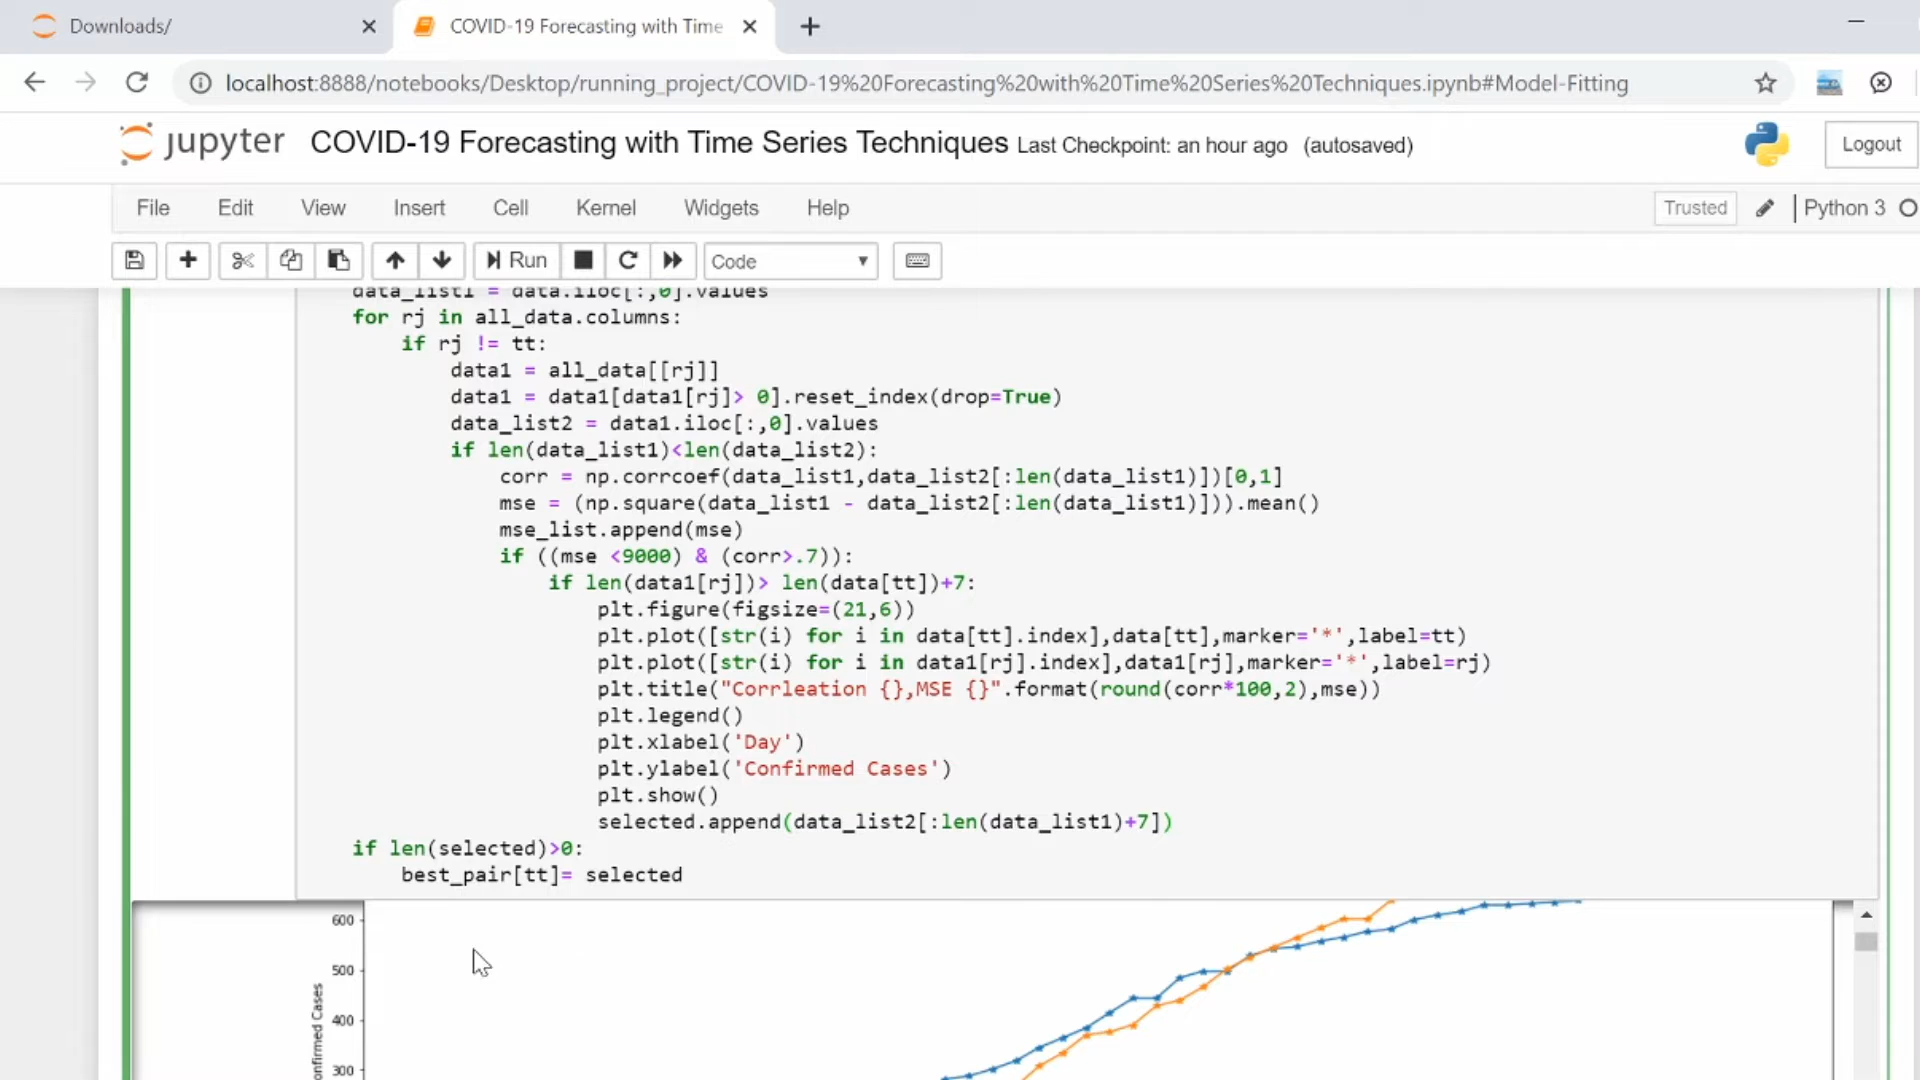 Downloads/
COVID-19 Forecasting with Time
localhost:8888/notebooks/Desktop/running_project/COVID-19%20Forecasting%20with%20Time%20Series%20Techniques.ipynb#Model-Fitting
jupyter COVID-19 Forecasting with Time Series Techniques Last Checkpoint: an hour ago (autosaved)
Logout
File Edit View Insert Cell Kernel Widgets Help
Trusted Python 3
Run Code
data_list1 = data.iloc[:,0].values
for rj in all_data.columns:
if rj != tt:
data1 = all_data[[rj]]
data1 = data1[data1[rj]> 0].reset_index(drop=True)
data_list2 = data1.iloc[:,0].values
if len(data_list1)<len(data_list2):
corr = np.corrcoef(data_list1,data_list2[:len(data_list1)])[0,1]
mse = (np.square(data_list1 - data_list2[:len(data_list1)])).mean()
mse_list.append(mse)
if ((mse <9000) & (corr>.7)):
if len(data1[rj])> len(data[tt])+7:
plt.figure(figsize=(21,6))
plt.plot([str(i) for i in data[tt].index],data[tt],marker='*',label=tt)
plt.plot([str(i) for i in data1[rj].index],data1[rj],marker='*',label=rj)
plt.title("Corrleation {},MSE {}".format(round(corr*100,2),mse))
plt.legend()
plt.xlabel('Day')
plt.ylabel('Confirmed Cases')
plt.show()
selected.append(data_list2[:len(data_list1)+7])
if len(selected)>0:
best_pair[tt]= selected
600
500
400
300
onfirmed Cases